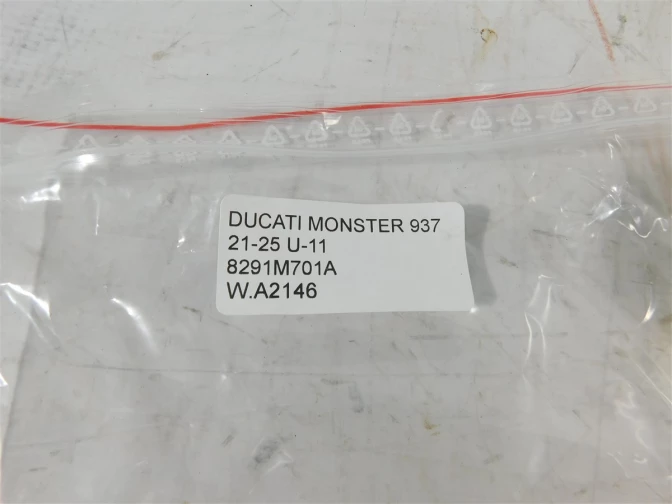 DUCATI MONSTER 937
21-25 U-11
8291M701A
W.A2146